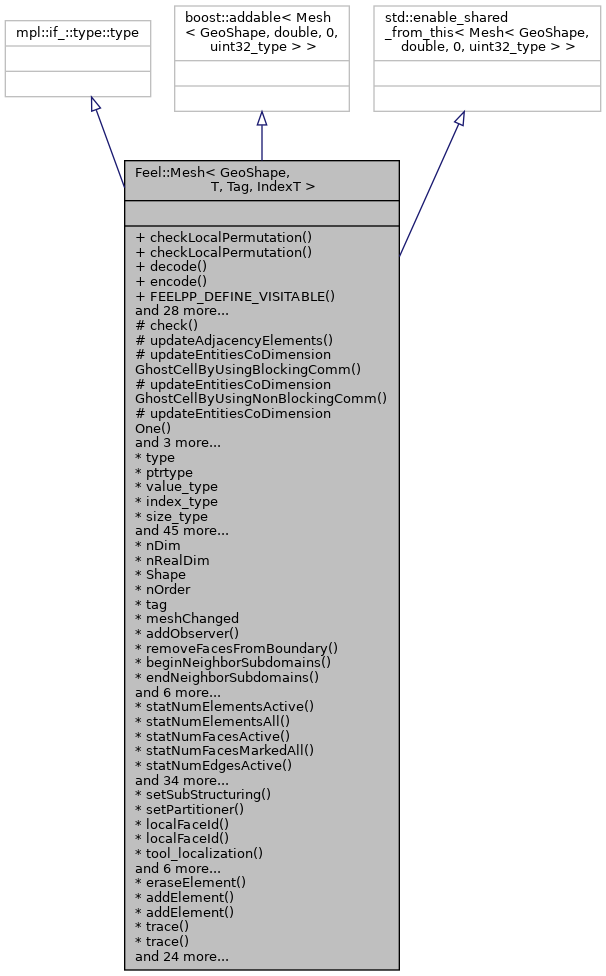 mpl::if_::type::type
boost::addable< Mesh
< GeoShape, double, 0,
uint32_type > >
std::enable_shared
_from_this< Mesh< GeoShape,
double, 0, uint32_type > >
Feel::Mesh< GeoShape,
T, Tag, IndexT >
+ checkLocalPermutation()
+ checkLocalPermutation()
+ decode()
+ encode()
+ FEELPP_DEFINE_VISITABLE()
and 28 more...
# check()
# updateAdjacencyElements()
# updateEntitiesCoDimension
GhostCellByUsingBlockingComm()
# updateEntitiesCoDimension
GhostCellByUsingNonBlockingComm()
# updateEntitiesCoDimension
One()
and 3 more...
* type
* ptrtype
* value_type
* index_type
* size_type
and 45 more...
* nDim
* nRealDim
* Shape
* nOrder
* tag
* meshChanged
* addObserver()
* removeFacesFromBoundary()
* beginNeighborSubdomains()
* endNeighborSubdomains()
and 6 more...
* statNumElementsActive()
* statNumElementsAll()
* statNumFacesActive()
* statNumFacesMarkedAll()
* statNumEdgesActive()
and 34 more...
* setSubStructuring()
* setPartitioner()
* localFaceId()
* localFaceId()
* tool_localization()
and 6 more...
* eraseElement()
* addElement()
* addElement()
* trace()
* trace()
and 24 more...